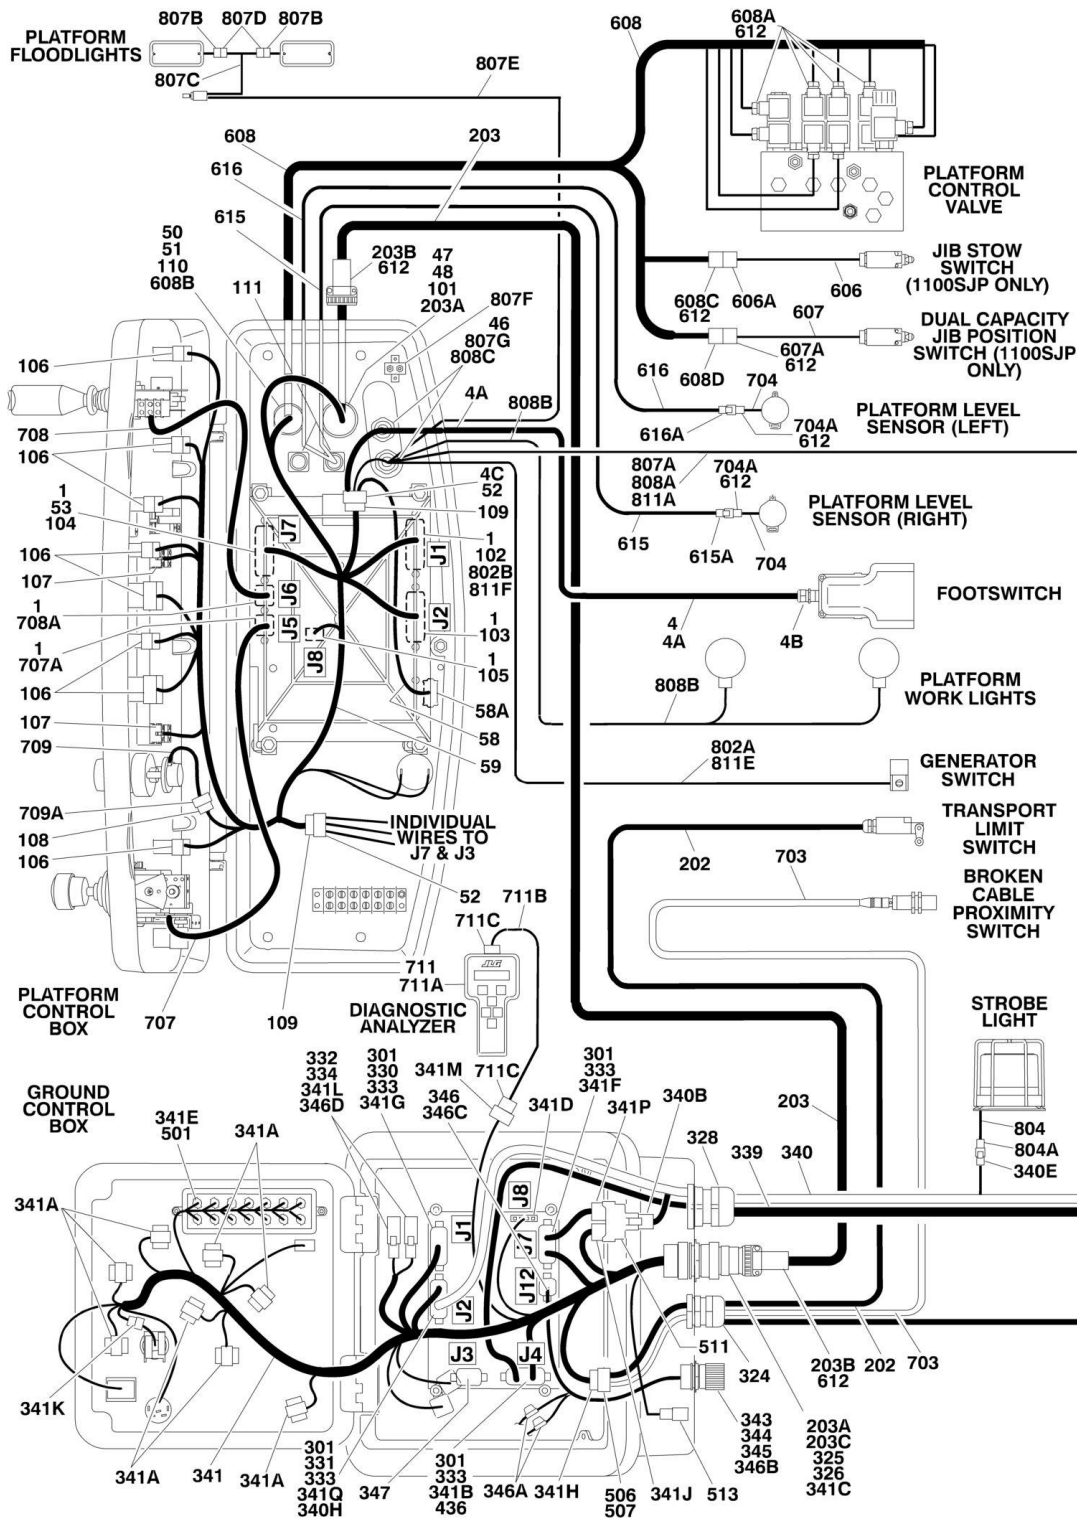 807B 807D 807B
PLATFORM
FLOODLIGHTS
807C
807E
608
608A
612
608
203
616
615
PLATFORM
CONTROL
VALVE
50
51
110
608B
111
203B
612
47
48
101
203A
807F
46
807G
808C
4A
808B
JIB STOW
SWITCH
(1100SJP ONLY)
608C
612
606A
606
607
DUAL CAPACITY
JIB POSITION
SWITCH (1100SJP
ONLY)
608D
607A
612
616
704
616A
704A
612
PLATFORM LEVEL
SENSOR (LEFT)
807A
808A
811A
704A
612
PLATFORM LEVEL
SENSOR (RIGHT)
615
615A
704
106
708
106
1
53
104
106
107
1
708A
1
707A
106
107
709
709A
108
106
J7
J6
J5
J8
J1
J2
4C
52
109
1
102
802B
811F
1
103
1
105
58A
58
59
FOOTSWITCH
4
4A
4B
808B
PLATFORM
WORK LIGHTS
802A
811E
GENERATOR
SWITCH
INDIVIDUAL
WIRES TO
J7 & J3
52
TRANSPORT
LIMIT
SWITCH
202
703
BROKEN
CABLE
PROXIMITY
SWITCH
711B
711C
711
711A
JLG
DIAGNOSTIC
ANALYZER
PLATFORM
CONTROL
BOX
707
109
STROBE
LIGHT
804
804A
340E
GROUND
CONTROL
BOX
332
334
341L
346D
301
330
333
341G
341M
346
346C
711C
341D
301
333
341F
341P
340B
328
203
339
340
341E
501
341A
341A
J1
J2
J3
J4
J7
J8
J12
341K
341A
341
341A
301
331
333
341Q
340H
347
301
333
341B
436
346A
341H
506
507
341J
513
511
324
343
344
345
346B
203B
612
202
703
203A
203C
325
326
341C